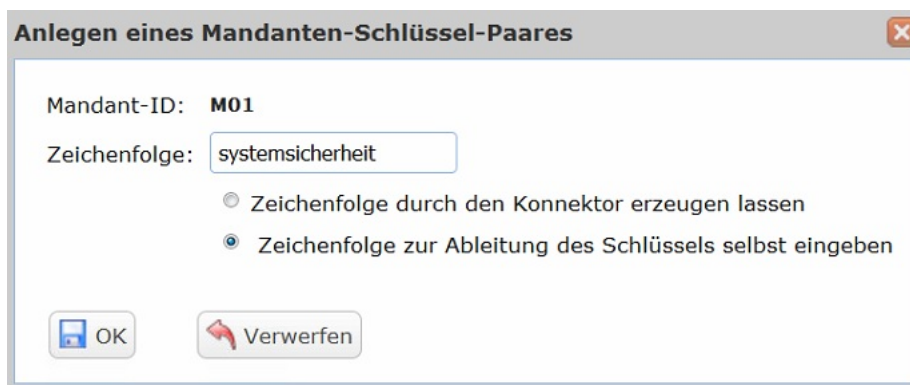 Anlegen eines Mandanten-Schlüssel-Paares
Mandant-ID: M01
Zeichenfolge: systemsicherheit
Zeichenfolge durch den Konnektor erzeugen lassen
Zeichenfolge zur Ableitung des Schlüssels selbst eingeben
OK Verwerfen